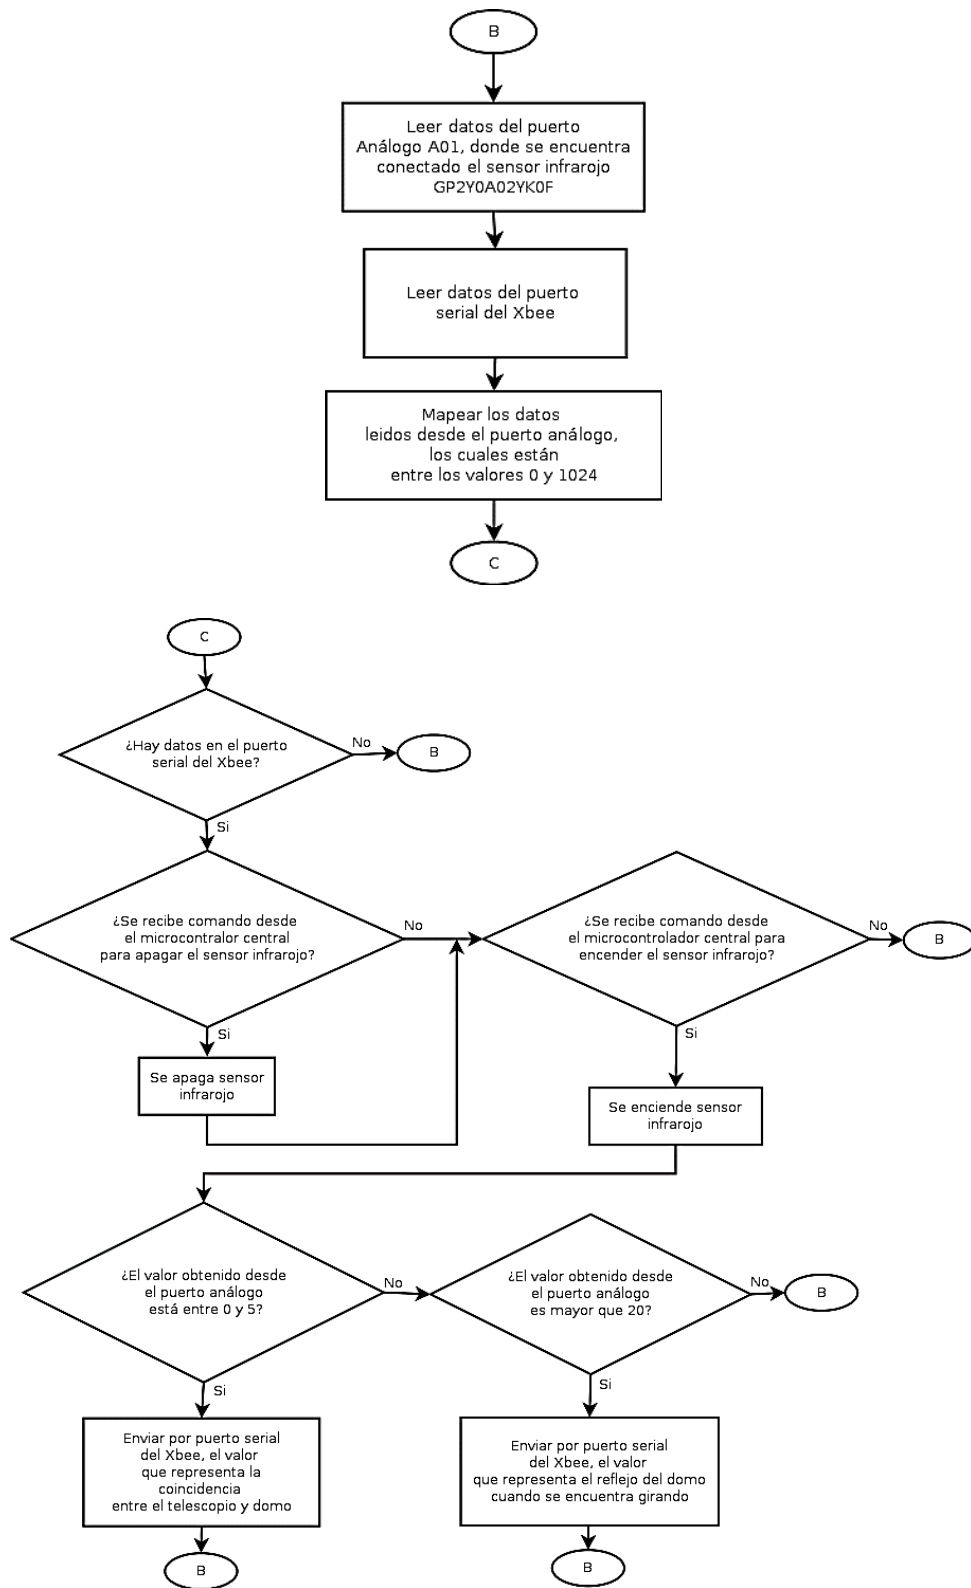 B
Leer datos del puerto
Análogo A01, donde se encuentra
conectado el sensor infrarojo
GP2Y0A02YK0F
Leer datos del puerto
serial del Xbee
Mapear los datos
leidos desde el puerto análogo,
los cuales están
entre los valores 0 y 1024
C
C
¿Hay datos en el puerto
serial del Xbee?
No
B
Si
¿Se recibe comando desde
el microcontralor central
para apagar el sensor infrarojo?
No
¿Se recibe comando desde
el microcontrolador central para
encender el sensor infrarojo?
No
B
Si
Se apaga sensor
infrarojo
Si
Se enciende sensor
infrarojo
¿El valor obtenido desde
el puerto análogo
está entre 0 y 5?
No
¿El valor obtenido desde
el puerto análogo
es mayor que 20?
No
B
Si
Enviar por puerto serial
del Xbee, el valor
que representa la
coincidencia
entre el telescopio y domo
B
Si
Enviar por puerto serial
del Xbee, el valor
que representa el reflejo del domo
cuando se encuentra girando
B